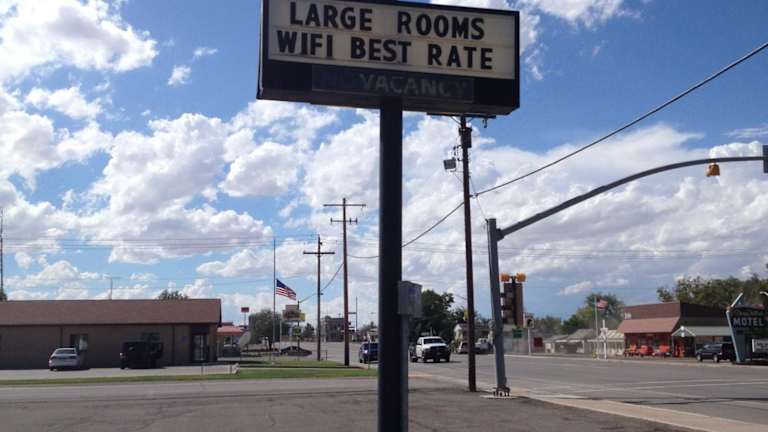 LARGE ROOMS
WIFI BEST RATE
VACANCY
MOTEL